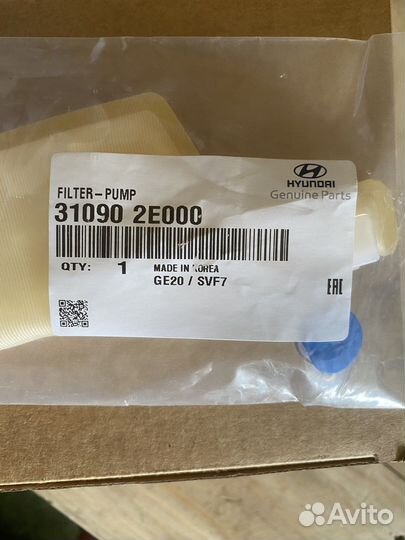 HYUNDAI
Genuine Parts
FILTER-PUMP
31090 2E000
QTY: 1 MADE IN KOREA
GE20 / SVF7
EAC
Avito